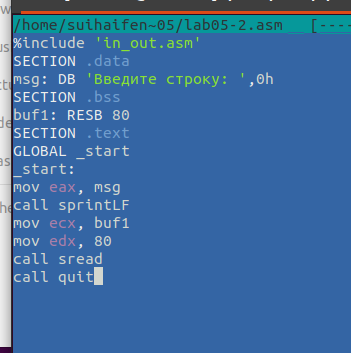 /home/suihaifen~05/lab05-2.asm [----
%include 'in_out.asm'
SECTION .data
msg: DB 'Введите строку: ',0h
SECTION .bss
buf1: RESB 80
SECTION .text
GLOBAL _start
_start:
mov eax, msg
call sprintLF
mov ecx, buf1
mov edx, 80
call sread
call quit